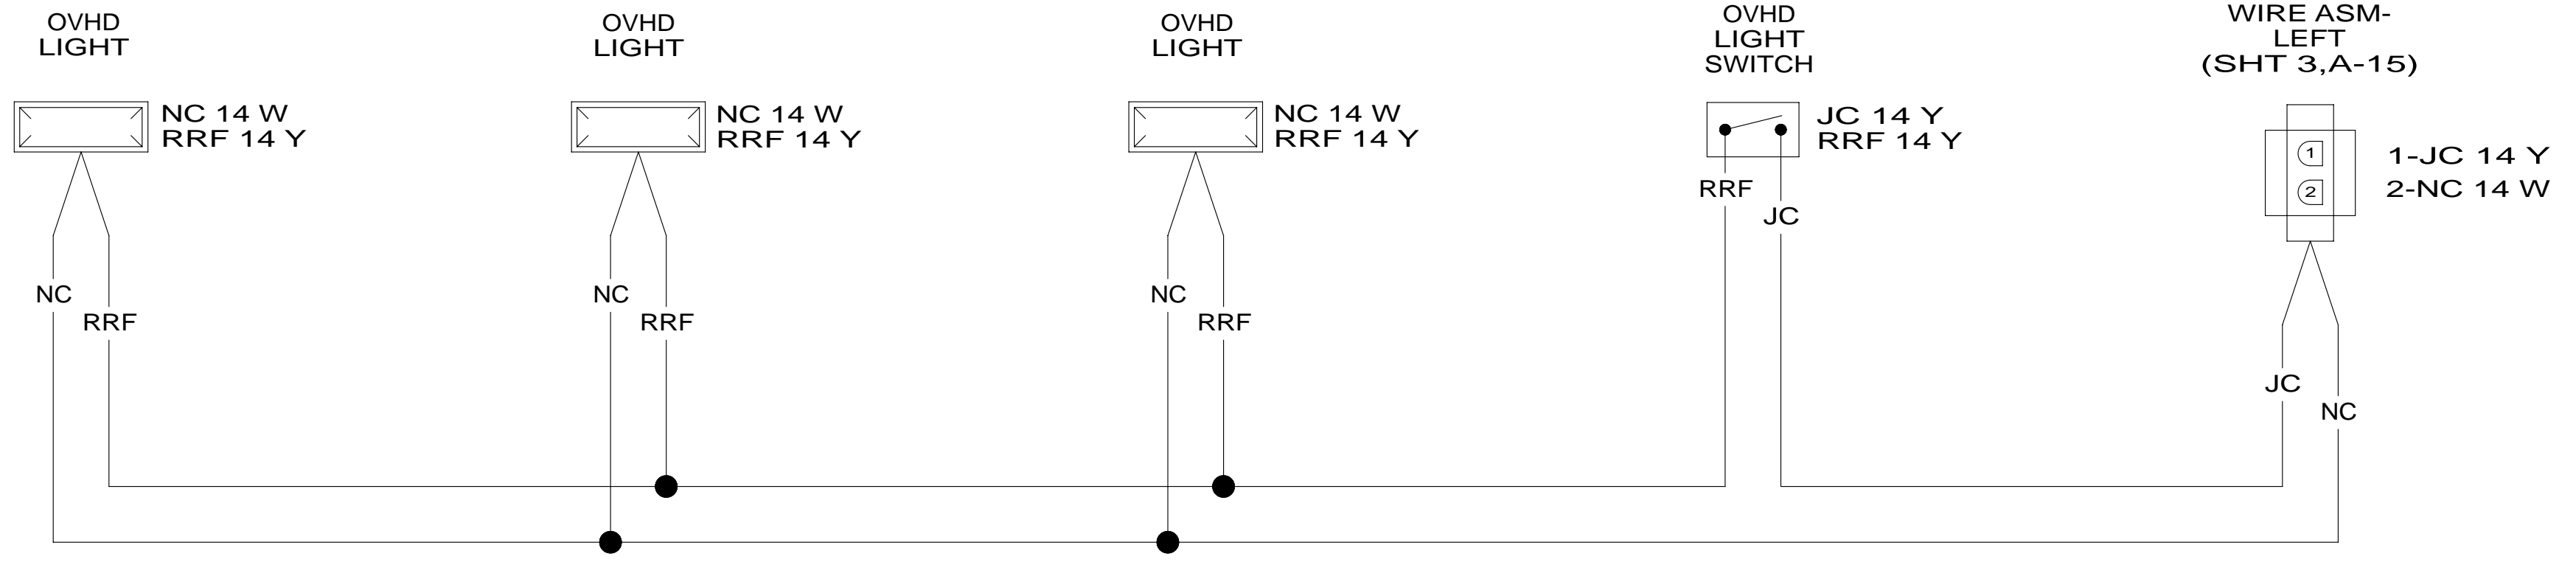 OVHD
LIGHT
NC 14 W
RRF 14 Y
NC
RRF
OVHD
LIGHT
NC 14 W
RRF 14 Y
NC
RRF
OVHD
LIGHT
NC 14 W
RRF 14 Y
NC
RRF
OVHD
LIGHT
SWITCH
JC 14 Y
RRF 14 Y
RRF
JC
WIRE ASM-
LEFT
(SHT 3,A-15)
1
2
1-JC 14 Y
2-NC 14 W
JC
NC